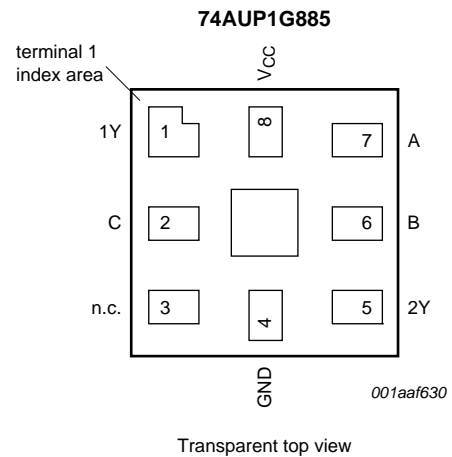 74AUP1G885
terminal 1
index area
VCC
1Y 1 8 7 A
C 2 6 B
n.c. 3 4 5 2Y
GND
001aaf630
Transparent top view